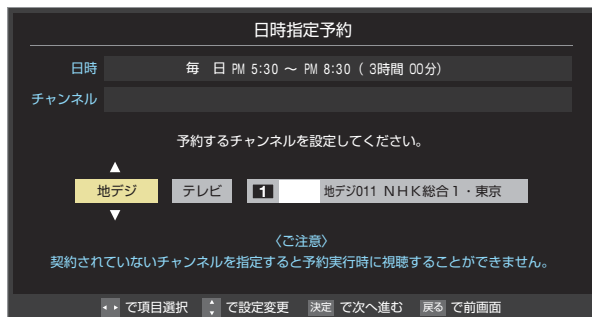 日時指定予約
日時 毎 日 PM 5:30 ～ PM 8:30 ( 3時間 00分)
チャンネル
予約するチャンネルを設定してください。
地デジ テレビ 1 地デジ011 ＮＨＫ総合１・東京
〈ご注意〉
契約されていないチャンネルを指定すると予約実行時に視聴することができません。
で項目選択 で設定変更 決定 で次へ進む 戻る で前画面